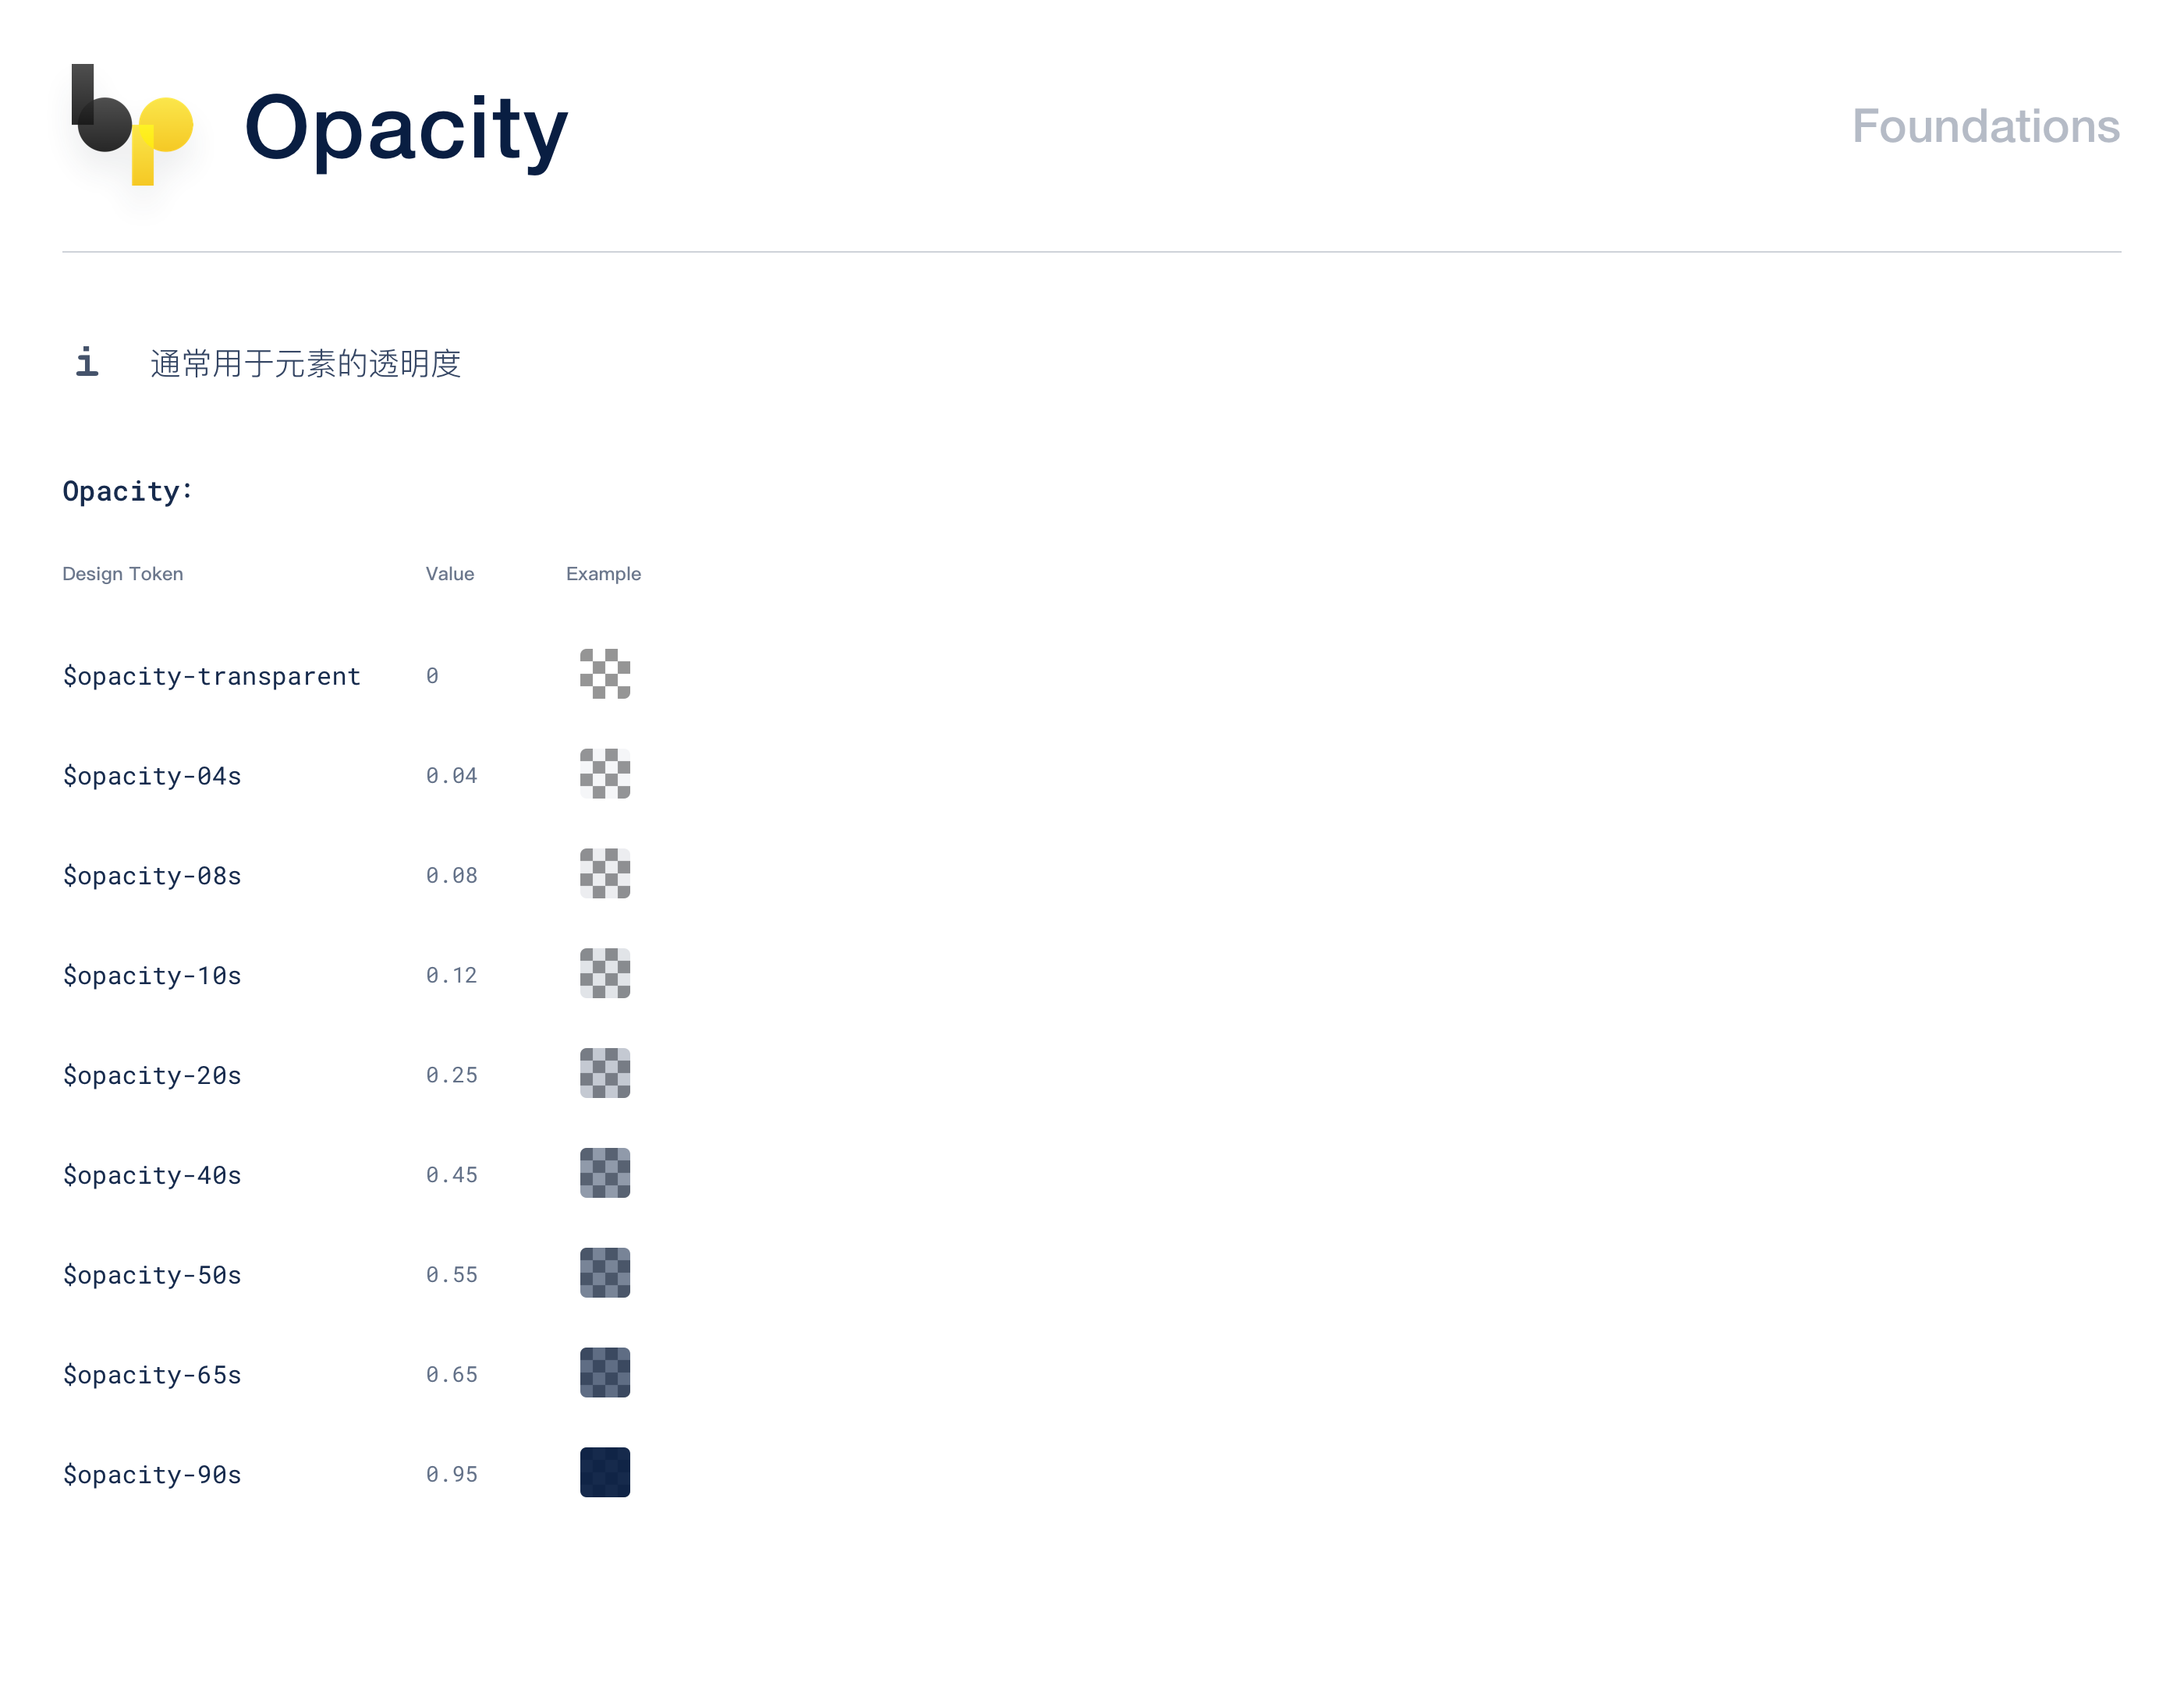 bp
Opacity
Foundations
i 通常用于元素的透明度
Opacity:
Design Token Value Example
$opacity-transparent 0
$opacity-04s 0.04
$opacity-08s 0.08
$opacity-10s 0.12
$opacity-20s 0.25
$opacity-40s 0.45
$opacity-50s 0.55
$opacity-65s 0.65
$opacity-90s 0.95